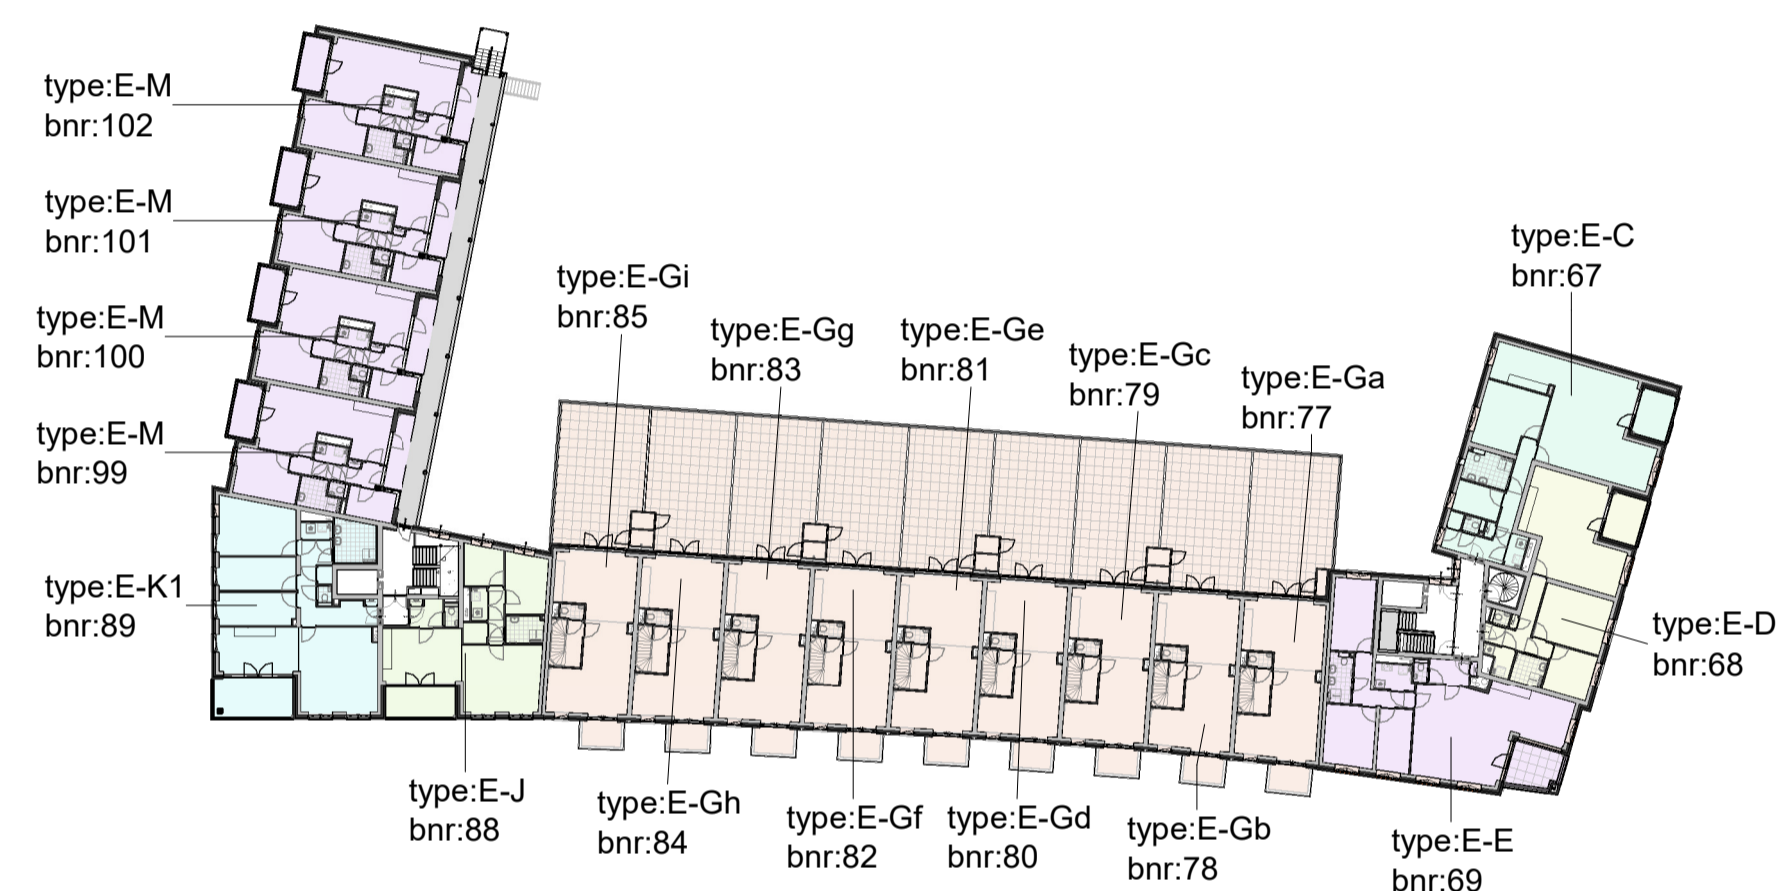 type:E-M
bnr:102
type:E-M
bnr:101
type:E-M
bnr:100
type:E-M
bnr:99
type:E-K1
bnr:89
type:E-J
bnr:88
type:E-Gi
bnr:85
type:E-Gh
bnr:84
type:E-Gg
bnr:83
type:E-Gf
bnr:82
type:E-Ge
bnr:81
type:E-Gd
bnr:80
type:E-Gc
bnr:79
type:E-Gb
bnr:78
type:E-Ga
bnr:77
type:E-C
bnr:67
type:E-D
bnr:68
type:E-E
bnr:69